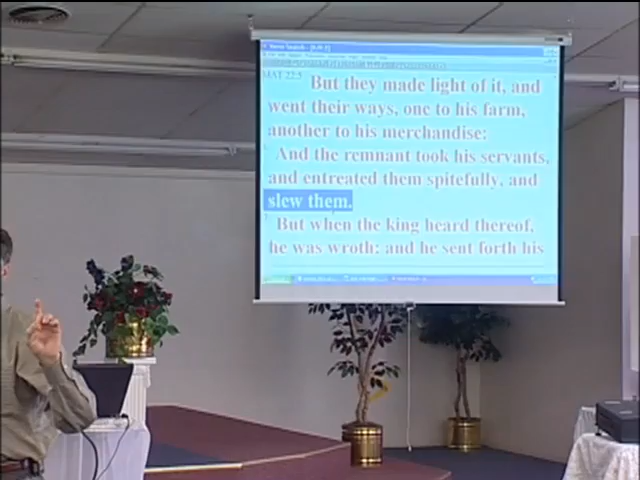 MAT 22:5 But they made light of it, and
went their ways, one to his farm,
another to his merchandise:
And the remnant took his servants,
and entreated them spitefully, and
slew them.
But when the king heard thereof,
he was wroth: and he sent forth his